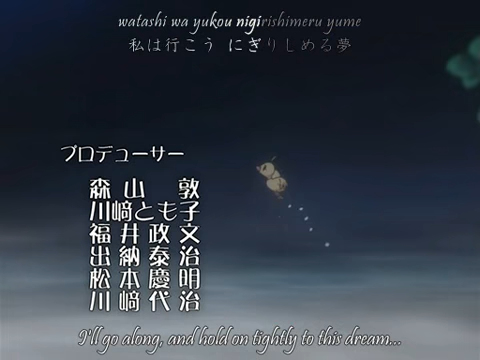 watashi wa yukou nigirishimeru yume
私は行こう にぎりしめる夢
プロデューサー
森山 敦
川﨑とも子
福井政文
出納泰治
松本慶明
川﨑代治
I'll go along, and hold on tightly to this dream...